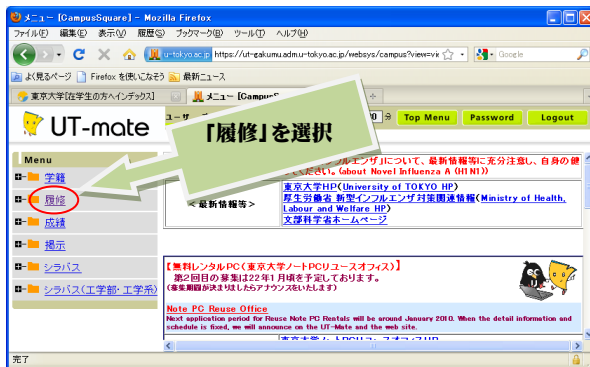 メニュー [CampusSquare] - Mozilla Firefox
ファイル(F) 編集(E) 表示(V) 履歴(S) ブックマーク(B) ツール(T) ヘルプ(H)
u-tokyo.ac.jp https://ut-gakumu.adm.u-tokyo.ac.jp/websys/campus?view=vie
Google
よく見るページ Firefox を使いこなそう 最新ニュース
東京大学[在学生の方へインデックス]
メニュー [CampusS
UT-mate
Top Menu Password Logout
「履修」を選択
Menu
学籍
履修
成績
掲示
シラバス
シラバス(工学部・工学系)
ンフルエンザ」について、最新情報等に充分注意し、自身の健
ください。(about Novel Influenza A (H1N1))
<最新情報等>
東京大学HP(University of TOKYO HP)
厚生労働省 新型インフルエンザ対策関連情報(Ministry of Health,
Labour and Welfare HP)
文部科学省ホームページ
【無料レンタルPC(東京大学ノートPCリユースオフィス)】
第2回目の募集は22年1月頃を予定しております。
(募集期間が決まりましたらアナウンスをいたします)
Note PC Reuse Office
Next application period for Reuse Note PC Rentals will be around January 2010. When the detail information and
schedule is fixed, we will announce on the UT-Mate and the web site.
完了